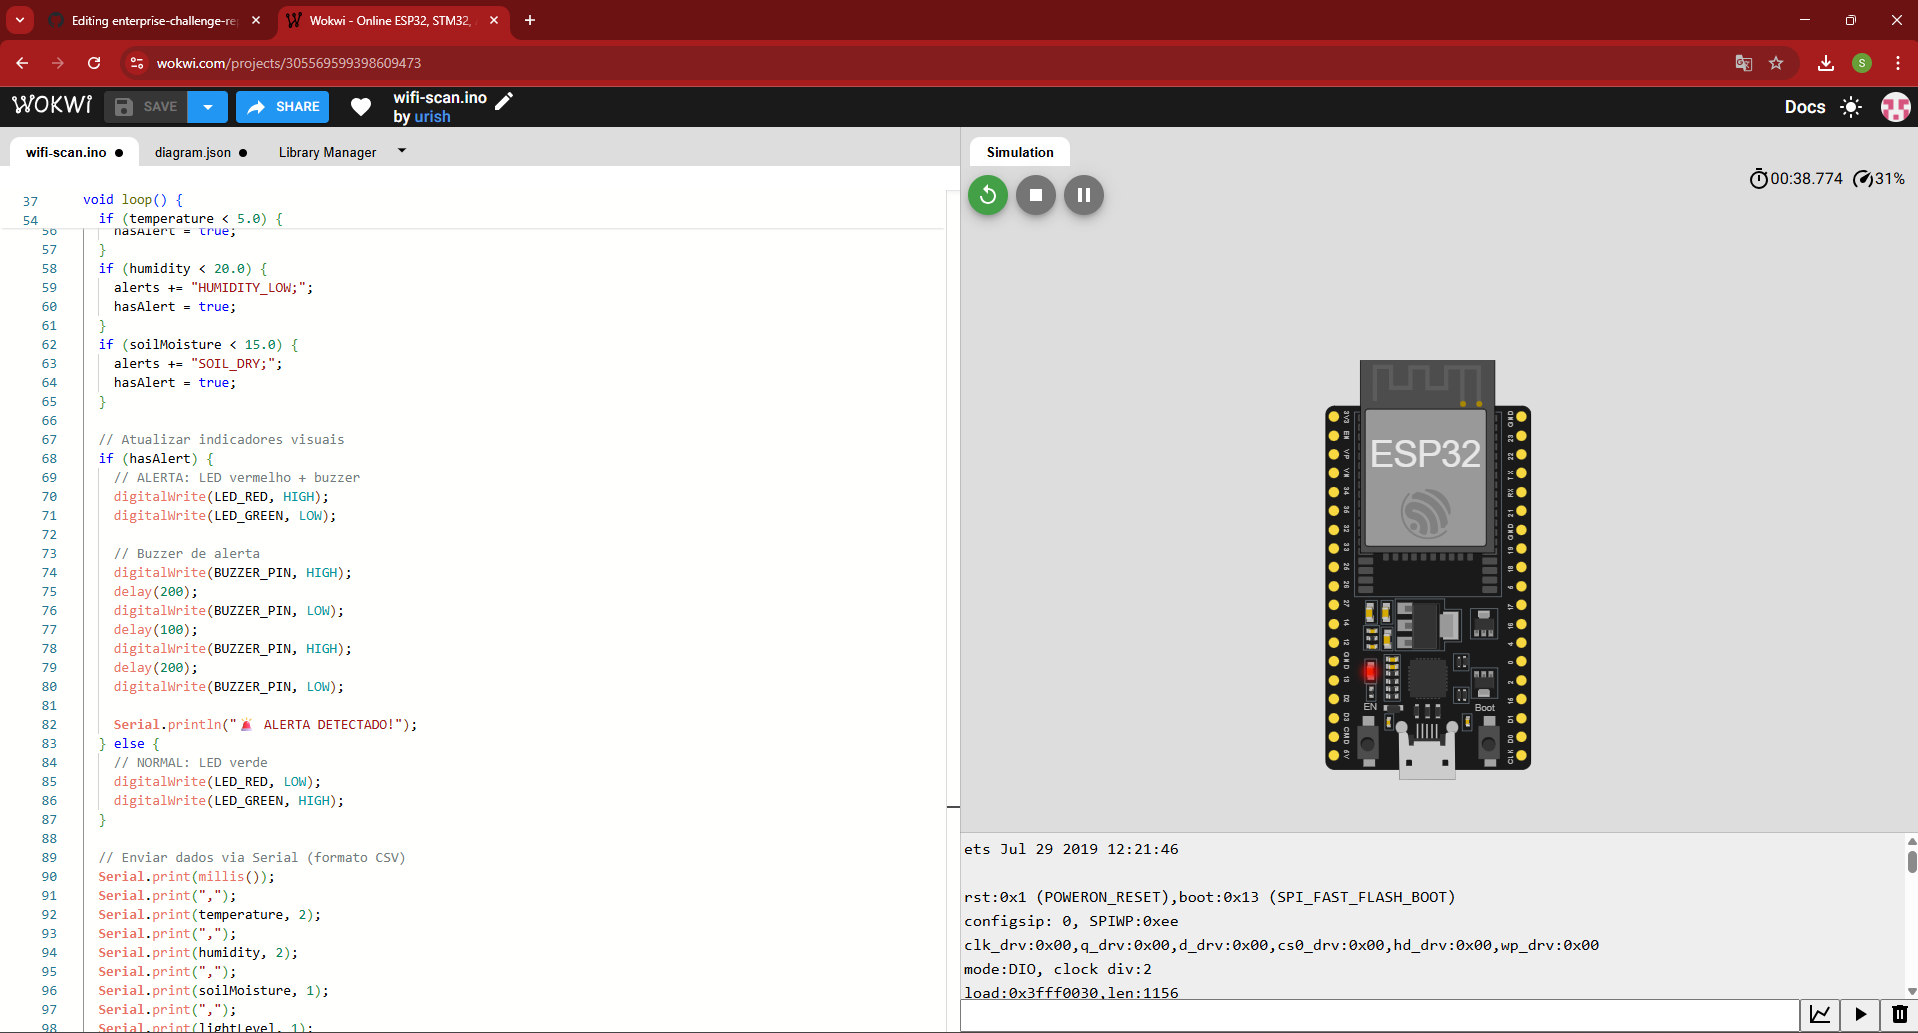 Editing enterprise-challenge-re
Wokwi - Online ESP32, STM32,
wokwi.com/projects/305569599398609473
S
WOKWI
SAVE
SHARE
wifi-scan.ino
by urish
Docs
wifi-scan.ino
diagram.json
Library Manager
Simulation
00:38.774
31%
37 void loop() {
54 if (temperature < 5.0) {
56 hasAlert = true;
57 }
58 if (humidity < 20.0) {
59 alerts += "HUMIDITY_LOW;";
60 hasAlert = true;
61 }
62 if (soilMoisture < 15.0) {
63 alerts += "SOIL_DRY;";
64 hasAlert = true;
65 }
66
67 // Atualizar indicadores visuais
68 if (hasAlert) {
69 // ALERTA: LED vermelho + buzzer
70 digitalWrite(LED_RED, HIGH);
71 digitalWrite(LED_GREEN, LOW);
72
73 // Buzzer de alerta
74 digitalWrite(BUZZER_PIN, HIGH);
75 delay(200);
76 digitalWrite(BUZZER_PIN, LOW);
77 delay(100);
78 digitalWrite(BUZZER_PIN, HIGH);
79 delay(200);
80 digitalWrite(BUZZER_PIN, LOW);
81
82 Serial.println("🚨 ALERTA DETECTADO!");
83 } else {
84 // NORMAL: LED verde
85 digitalWrite(LED_RED, LOW);
86 digitalWrite(LED_GREEN, HIGH);
87 }
88
89 // Enviar dados via Serial (formato CSV)
90 Serial.print(millis());
91 Serial.print(",");
92 Serial.print(temperature, 2);
93 Serial.print(",");
94 Serial.print(humidity, 2);
95 Serial.print(",");
96 Serial.print(soilMoisture, 1);
97 Serial.print(",");
98 Serial.print(lightLevel, 1);
ESP32
EN
Boot
ets Jul 29 2019 12:21:46
rst:0x1 (POWERON_RESET),boot:0x13 (SPI_FAST_FLASH_BOOT)
configsip: 0, SPIWP:0xee
clk_drv:0x00,q_drv:0x00,d_drv:0x00,cs0_drv:0x00,hd_drv:0x00,wp_drv:0x00
mode:DIO, clock div:2
load:0x3fff0030,len:1156